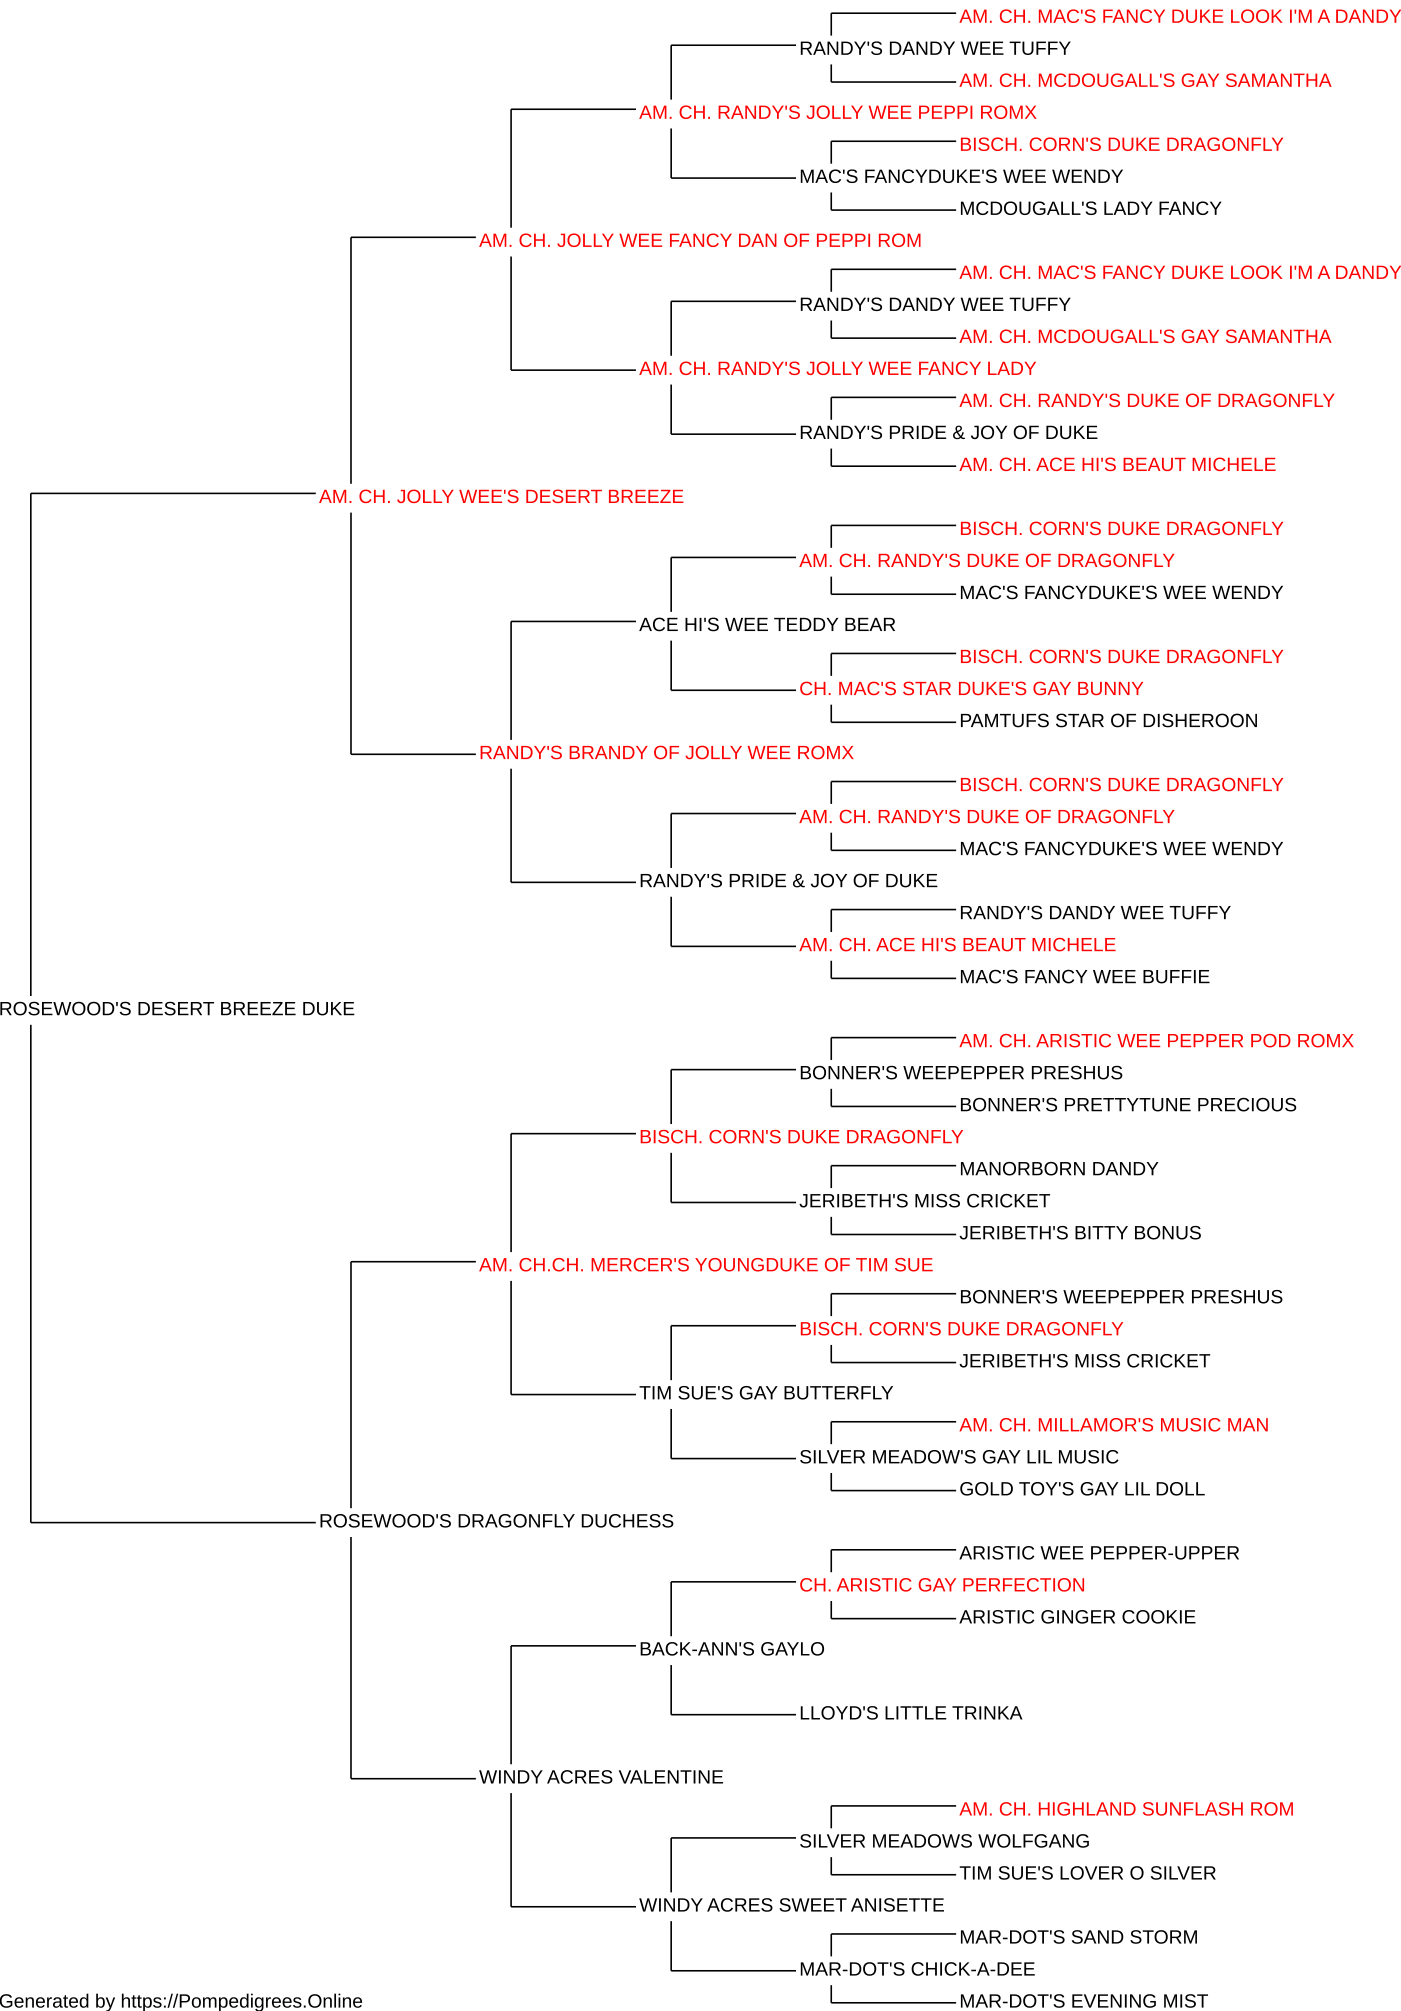 AM. CH. MAC'S FANCY DUKE LOOK I'M A DANDY
RANDY'S DANDY WEE TUFFY
AM. CH. MCDOUGALL'S GAY SAMANTHA
AM. CH. RANDY'S JOLLY WEE PEPPI ROMX
BISCH. CORN'S DUKE DRAGONFLY
MAC'S FANCYDUKE'S WEE WENDY
MCDOUGALL'S LADY FANCY
AM. CH. JOLLY WEE FANCY DAN OF PEPPI ROM
AM. CH. MAC'S FANCY DUKE LOOK I'M A DANDY
RANDY'S DANDY WEE TUFFY
AM. CH. MCDOUGALL'S GAY SAMANTHA
AM. CH. RANDY'S JOLLY WEE FANCY LADY
AM. CH. RANDY'S DUKE OF DRAGONFLY
RANDY'S PRIDE & JOY OF DUKE
AM. CH. ACE HI'S BEAUT MICHELE
AM. CH. JOLLY WEE'S DESERT BREEZE
BISCH. CORN'S DUKE DRAGONFLY
AM. CH. RANDY'S DUKE OF DRAGONFLY
MAC'S FANCYDUKE'S WEE WENDY
ACE HI'S WEE TEDDY BEAR
BISCH. CORN'S DUKE DRAGONFLY
CH. MAC'S STAR DUKE'S GAY BUNNY
PAMTUFS STAR OF DISHEROON
RANDY'S BRANDY OF JOLLY WEE ROMX
BISCH. CORN'S DUKE DRAGONFLY
AM. CH. RANDY'S DUKE OF DRAGONFLY
MAC'S FANCYDUKE'S WEE WENDY
RANDY'S PRIDE & JOY OF DUKE
RANDY'S DANDY WEE TUFFY
AM. CH. ACE HI'S BEAUT MICHELE
MAC'S FANCY WEE BUFFIE
ROSEWOOD'S DESERT BREEZE DUKE
AM. CH. ARISTIC WEE PEPPER POD ROMX
BONNER'S WEEPEPPER PRESHUS
BONNER'S PRETTYTUNE PRECIOUS
BISCH. CORN'S DUKE DRAGONFLY
MANORBORN DANDY
JERIBETH'S MISS CRICKET
JERIBETH'S BITTY BONUS
AM. CH.CH. MERCER'S YOUNGDUKE OF TIM SUE
BONNER'S WEEPEPPER PRESHUS
BISCH. CORN'S DUKE DRAGONFLY
JERIBETH'S MISS CRICKET
TIM SUE'S GAY BUTTERFLY
AM. CH. MILLAMOR'S MUSIC MAN
SILVER MEADOW'S GAY LIL MUSIC
GOLD TOY'S GAY LIL DOLL
ROSEWOOD'S DRAGONFLY DUCHESS
ARISTIC WEE PEPPER-UPPER
CH. ARISTIC GAY PERFECTION
ARISTIC GINGER COOKIE
BACK-ANN'S GAYLO
LLOYD'S LITTLE TRINKA
WINDY ACRES VALENTINE
AM. CH. HIGHLAND SUNFLASH ROM
SILVER MEADOWS WOLFGANG
TIM SUE'S LOVER O SILVER
WINDY ACRES SWEET ANISETTE
MAR-DOT'S SAND STORM
MAR-DOT'S CHICK-A-DEE
MAR-DOT'S EVENING MIST
Generated by https://Pompedigrees.Online